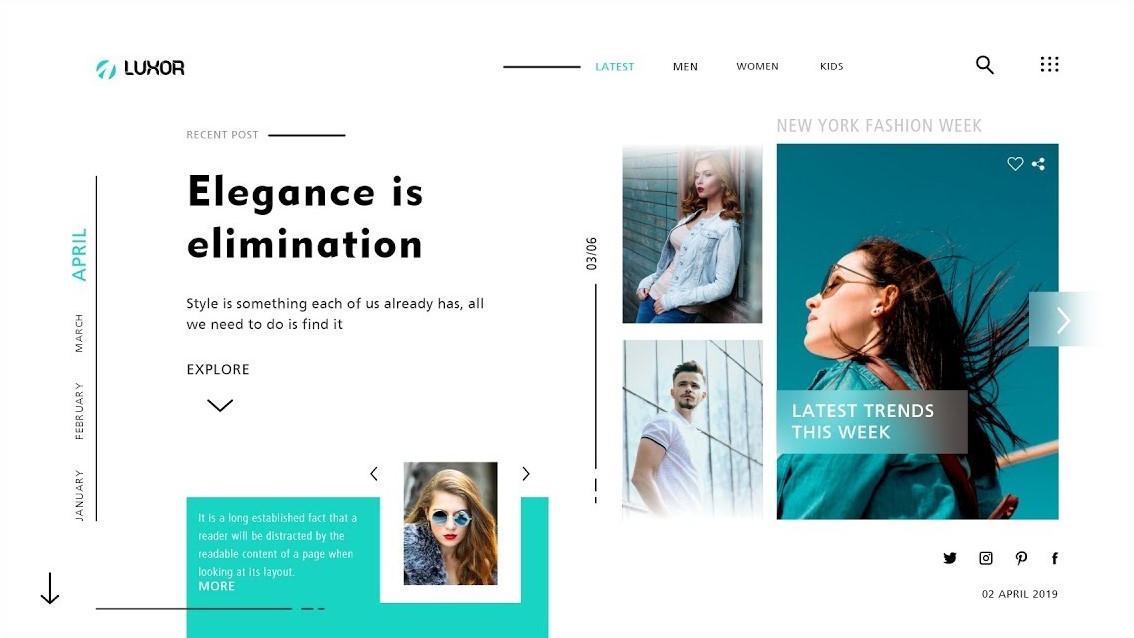 LUXOR
LATEST
MEN
WOMEN
KIDS
RECENT POST
Elegance is
elimination
Style is something each of us already has, all
we need to do is find it
EXPLORE
APRIL
MARCH
FEBRUARY
JANUARY
It is a long established fact that a
reader will be distracted by the
readable content of a page when
looking at its layout.
MORE
03/06
NEW YORK FASHION WEEK
LATEST TRENDS
THIS WEEK
02 APRIL 2019